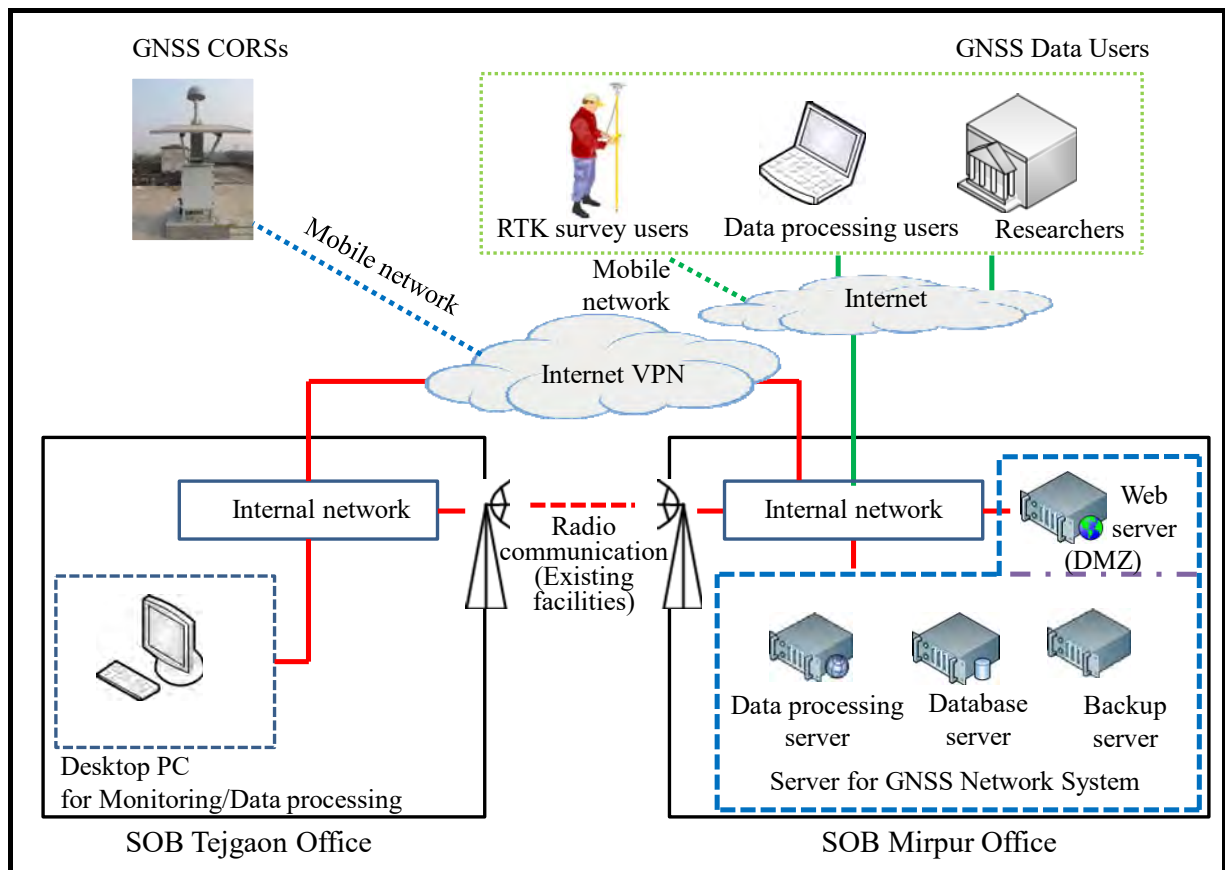 GNSS CORSs
GNSS Data Users
RTK survey users
Data processing users
Researchers
Mobile network
Mobile
network
Internet
Internet VPN
Internal network
Radio
communication
(Existing
facilities)
Internal network
Web
server
(DMZ)
Data processing
server
Database
server
Backup
server
Server for GNSS Network System
Desktop PC
for Monitoring/Data processing
SOB Tejgaon Office
SOB Mirpur Office